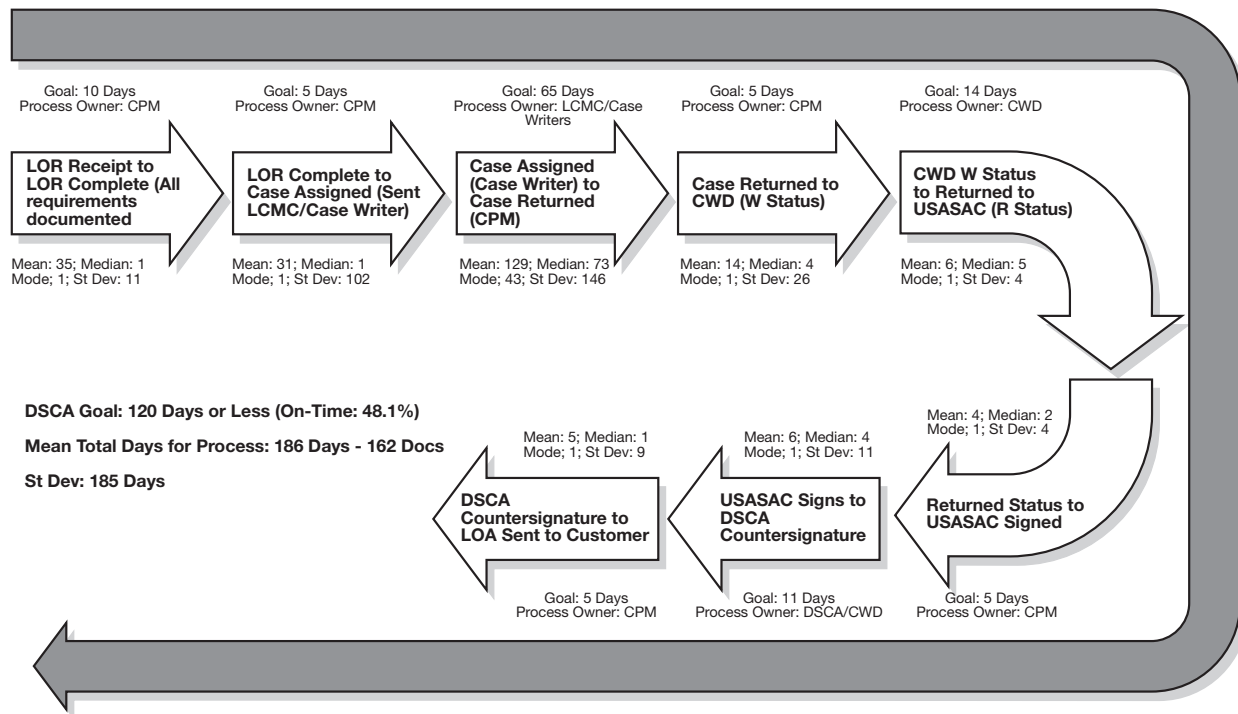 Goal: 10 Days
Process Owner: CPM
LOR Receipt to
LOR Complete (All
requirements
documented
Mean: 35; Median: 1
Mode; 1; St Dev: 11
Goal: 5 Days
Process Owner: CPM
LOR Complete to
Case Assigned (Sent
LCMC/Case Writer)
Mean: 31; Median: 1
Mode; 1; St Dev: 102
Goal: 65 Days
Process Owner: LCMC/Case
Writers
Case Assigned
(Case Writer) to
Case Returned
(CPM)
Mean: 129; Median: 73
Mode; 43; St Dev: 146
Goal: 5 Days
Process Owner: CPM
Case Returned to
CWD (W Status)
Mean: 14; Median: 4
Mode; 1; St Dev: 26
Goal: 14 Days
Process Owner: CWD
CWD W Status
to Returned to
USASAC (R Status)
Mean: 6; Median: 5
Mode; 1; St Dev: 4
Mean: 4; Median: 2
Mode; 1; St Dev: 4
Returned Status to
USASAC Signed
Goal: 5 Days
Process Owner: CPM
Mean: 6; Median: 4
Mode; 1; St Dev: 11
USASAC Signs to
DSCA
Countersignature
Goal: 11 Days
Process Owner: DSCA/CWD
Mean: 5; Median: 1
Mode; 1; St Dev: 9
DSCA
Countersignature to
LOA Sent to Customer
Goal: 5 Days
Process Owner: CPM
DSCA Goal: 120 Days or Less (On-Time: 48.1%)
Mean Total Days for Process: 186 Days - 162 Docs
St Dev: 185 Days